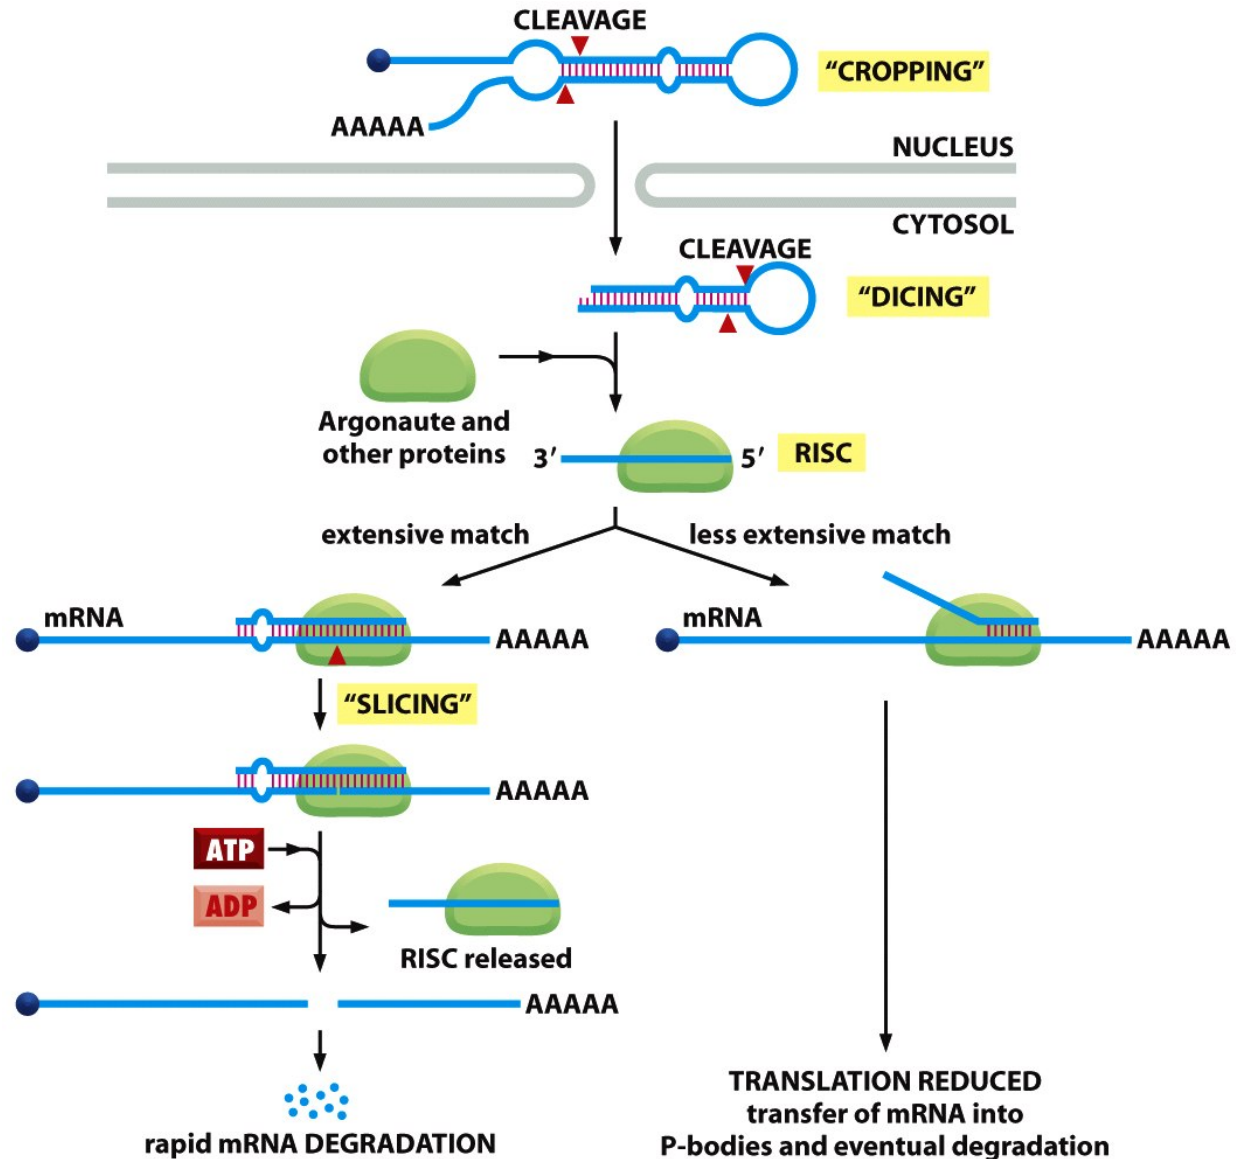 CLEAVAGE
“CROPPING”
AAAAA
NUCLEUS
CYTOSOL
CLEAVAGE
“DICING”
Argonaute and
other proteins
3′
5′
RISC
extensive match
less extensive match
mRNA
AAAAA
mRNA
AAAAA
“SLICING”
AAAAA
ATP
ADP
RISC released
AAAAA
rapid mRNA DEGRADATION
TRANSLATION REDUCED
transfer of mRNA into
P-bodies and eventual degradation